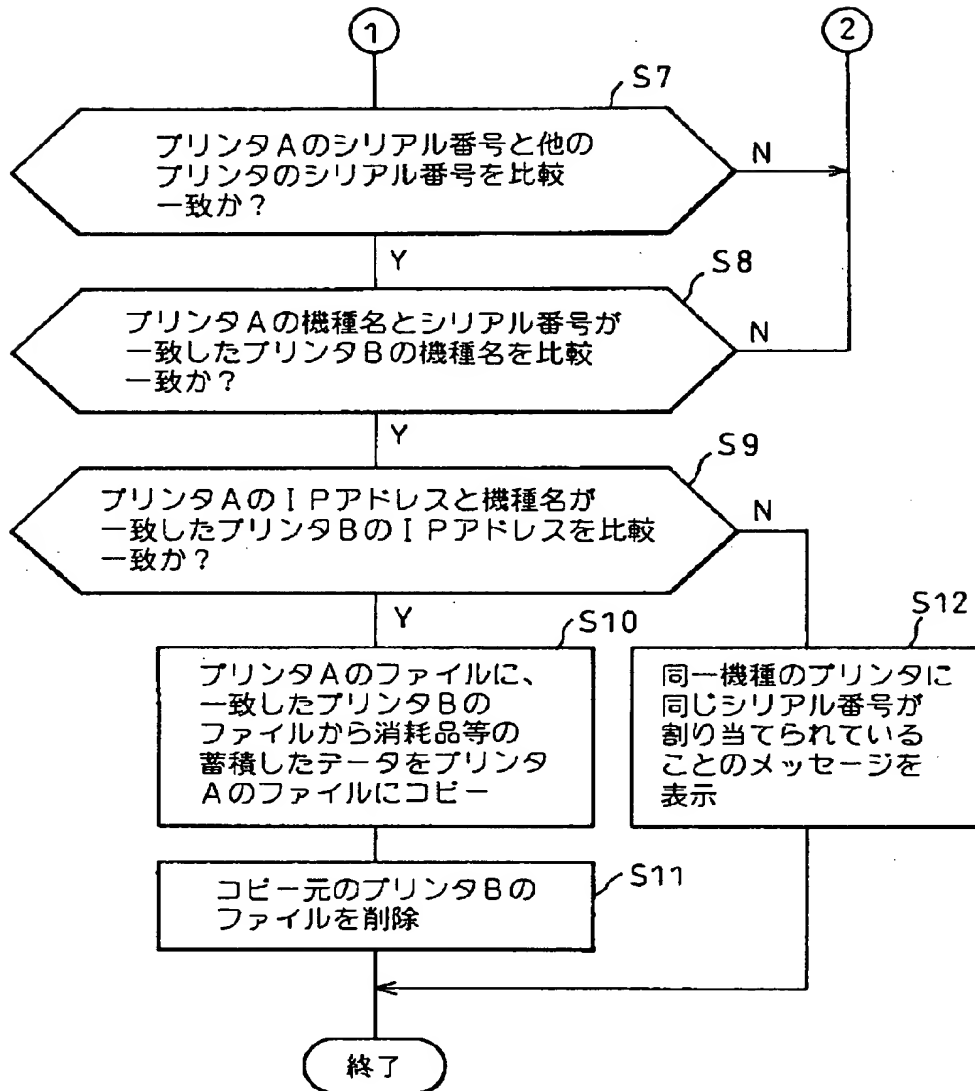 1
2
S7
プリンタAのシリアル番号と他の
プリンタのシリアル番号を比較
一致か?
N
Y
S8
プリンタAの機種名とシリアル番号が
一致したプリンタBの機種名を比較
一致か?
N
Y
S9
プリンタAのIPアドレスと機種名が
一致したプリンタBのIPアドレスを比較
一致か?
N
Y
S10
プリンタAのファイルに、
一致したプリンタBの
ファイルから消耗品等の
蓄積したデータをプリンタ
Aのファイルにコピー
S12
同一機種のプリンタに
同じシリアル番号が
割り当てられている
ことのメッセージを
表示
S11
コピー元のプリンタBの
ファイルを削除
終了